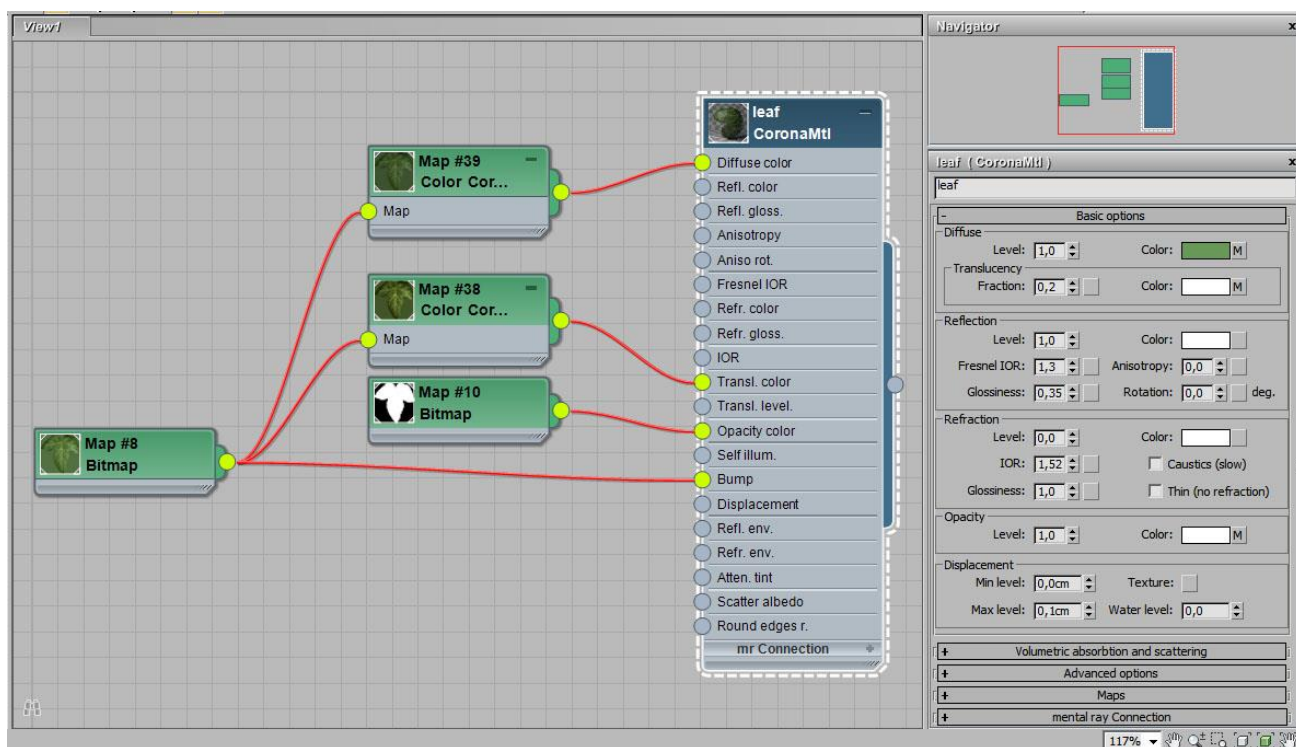 View1
Navigator
x
leaf
CoronaMtl
Map #39
Color Cor...
Map
Map #38
Color Cor...
Map
Map #10
Bitmap
Map #8
Bitmap
Diffuse color
Refl. color
Refl. gloss.
Anisotropy
Aniso rot.
Fresnel IOR
Refr. color
Refr. gloss.
IOR
Transl. color
Transl. level.
Opacity color
Self illum.
Bump
Displacement
Refl. env.
Refr. env.
Atten. tint
Scatter albedo
Round edges r.
mr Connection +
leaf ( CoronaMtl )
x
leaf
- Basic options
Diffuse
Level: 1,0 Color: M
Translucency
Fraction: 0,2 Color: M
Reflection
Level: 1,0 Color:
Fresnel IOR: 1,3 Anisotropy: 0,0
Glossiness: 0,35 Rotation: 0,0 deg.
Refraction
Level: 0,0 Color:
IOR: 1,52 Caustics (slow)
Glossiness: 1,0 Thin (no refraction)
Opacity
Level: 1,0 Color: M
Displacement
Min level: 0,0cm Texture:
Max level: 0,1cm Water level: 0,0
+ Volumetric absorbtion and scattering
+ Advanced options
+ Maps
+ mental ray Connection
117%